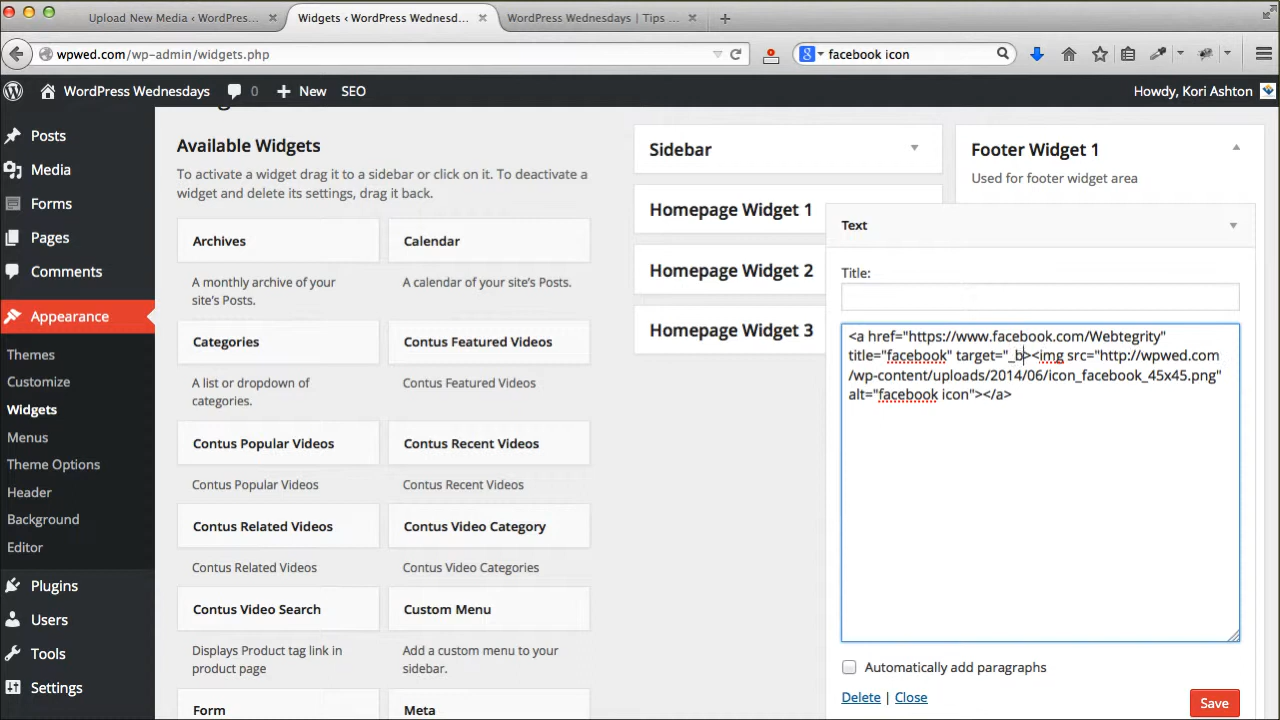 Upload New Media ‹ WordPress...
Widgets ‹ WordPress Wednesd...
WordPress Wednesdays | Tips ...
wpwed.com/wp-admin/widgets.php
facebook icon
WordPress Wednesdays
0
New
SEO
Howdy, Kori Ashton
Posts
Media
Forms
Pages
Comments
Appearance
Themes
Customize
Widgets
Menus
Theme Options
Header
Background
Editor
Plugins
Users
Tools
Settings
Available Widgets
To activate a widget drag it to a sidebar or click on it. To deactivate a
widget and delete its settings, drag it back.
Archives
Calendar
A monthly archive of your
site's Posts.
A calendar of your site's Posts.
Categories
Contus Featured Videos
A list or dropdown of
categories.
Contus Featured Videos
Contus Popular Videos
Contus Recent Videos
Contus Popular Videos
Contus Recent Videos
Contus Related Videos
Contus Video Category
Contus Related Videos
Contus Video Categories
Contus Video Search
Custom Menu
Displays Product tag link in
product page
Add a custom menu to your
sidebar.
Form
Meta
Sidebar
Homepage Widget 1
Homepage Widget 2
Homepage Widget 3
Footer Widget 1
Used for footer widget area
Text
Title:
<a href="https://www.facebook.com/Webtegrity"
title="facebook" target="_b><img src="http://wpwed.com
/wp-content/uploads/2014/06/icon_facebook_45x45.png"
alt="facebook icon"></a>
Automatically add paragraphs
Delete | Close
Save